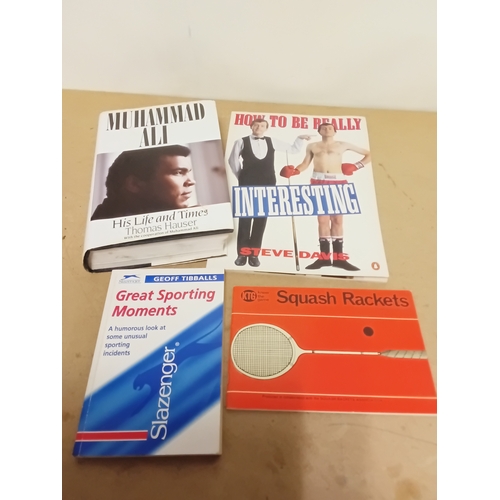 MUHAMMAD
ALI
His Life and Times
Thomas Hauser
HOW TO BE REALLY
INTERESTING
STEVE DAVIS
GEOFF TIBBALLS
Great Sporting
Moments
A humorous look at
some unusual
sporting
incidents
Slazenger
Squash Rackets